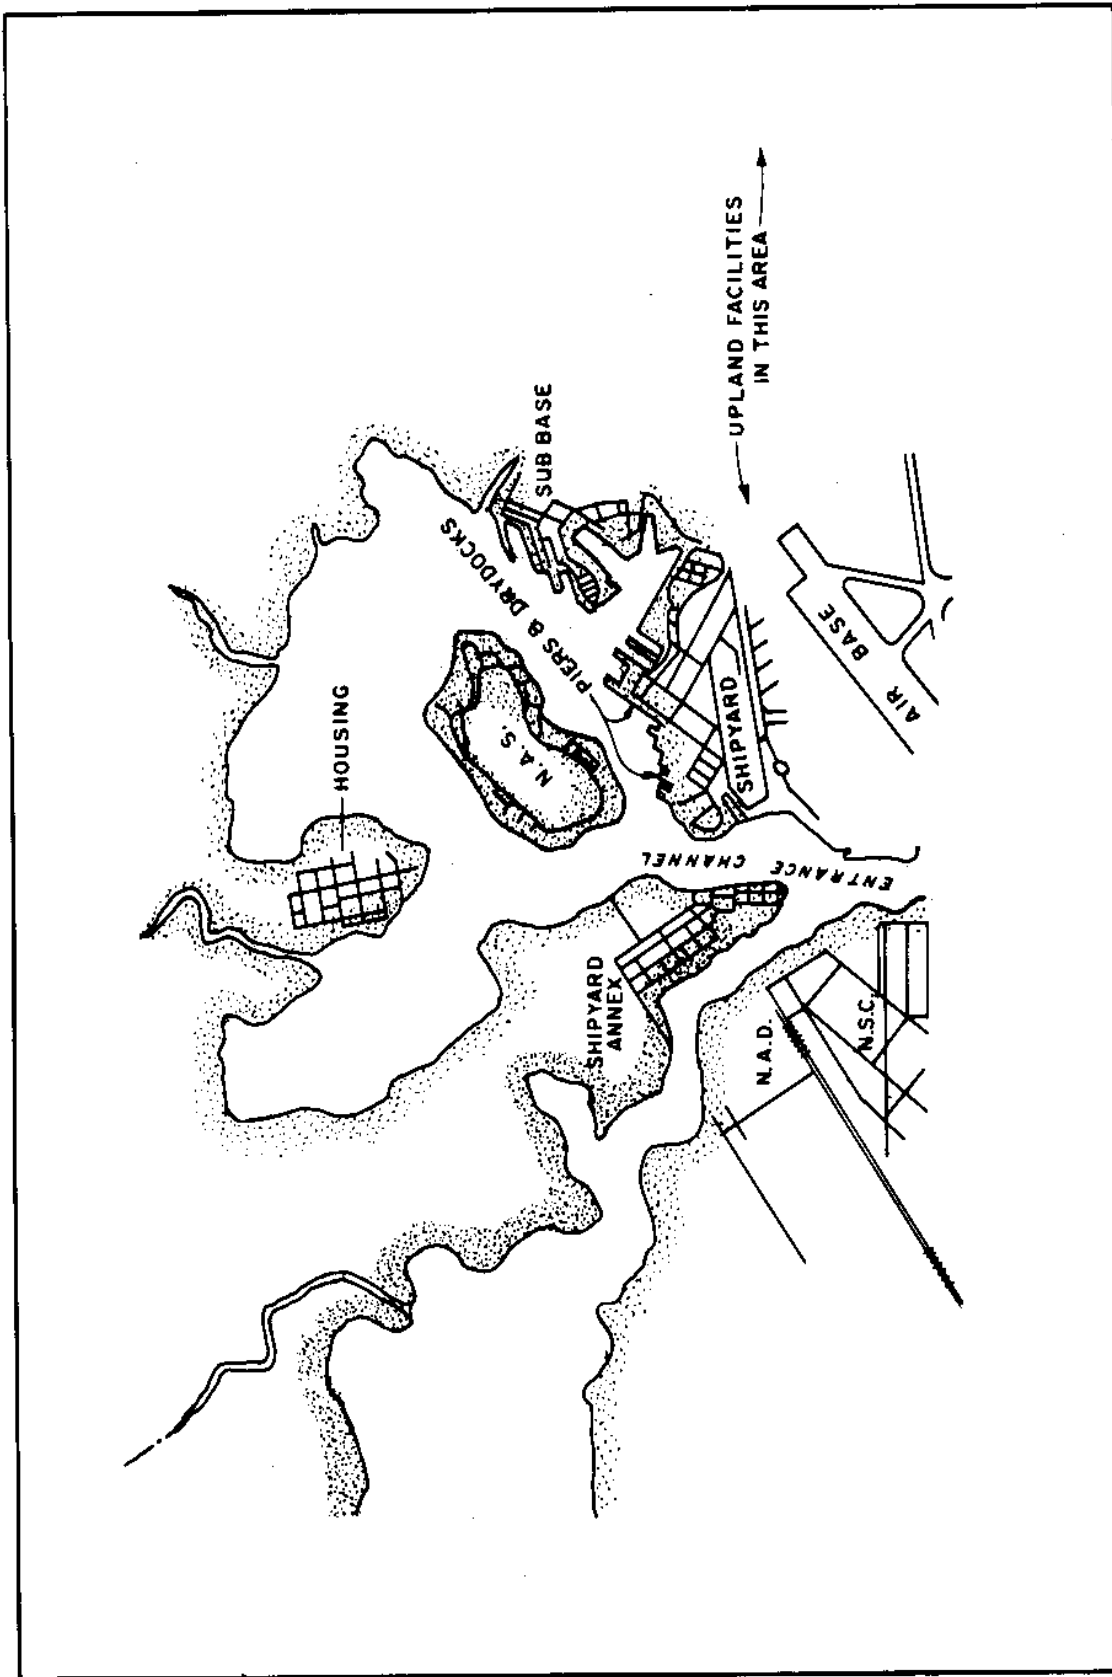 HOUSING
N.A.S.
PIERS & DRYDOCKS
SUB BASE
UPLAND FACILITIES
IN THIS AREA
SHIPYARD
ANNEX
ENTRANCE CHANNEL
SHIPYARD
AIR BASE
N.A.D.
N.S.C.